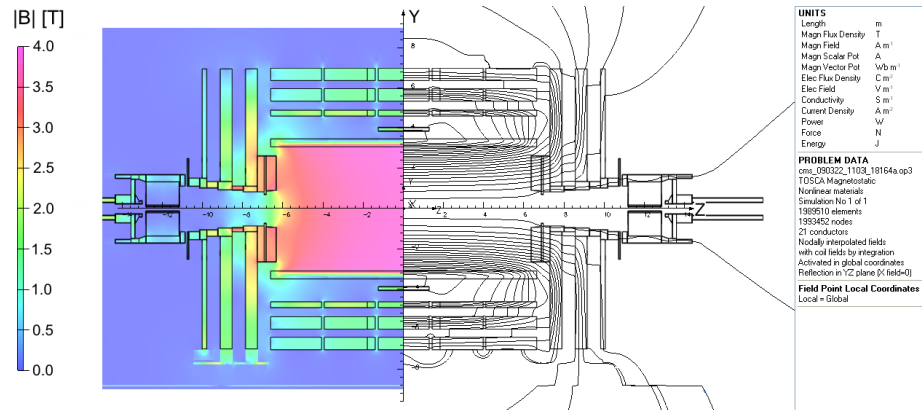 |B| [T]
4.0
3.5
3.0
2.5
2.0
1.5
1.0
0.5
0.0
Y
8
6
4
X
Z
Z
-10
-8
-6
-4
-2
2
4
6
8
10
12
UNITS
Length m
Magn Flux Density T
Magn Field A m⁻¹
Magn Scalar Pot A
Magn Vector Pot Wb m⁻¹
Elec Flux Density C m⁻²
Elec Field V m⁻¹
Conductivity S m⁻¹
Current Density A m⁻²
Power W
Force N
Energy J
PROBLEM DATA
cms_090322_1103l_18164a.op3
TOSCA Magnetostatic
Nonlinear materials
Simulation No 1 of 1
1989510 elements
1993452 nodes
21 conductors
Nodally interpolated fields
with coil fields by integration
Activated in global coordinates
Reflection in YZ plane (X field=0)
Field Point Local Coordinates
Local = Global